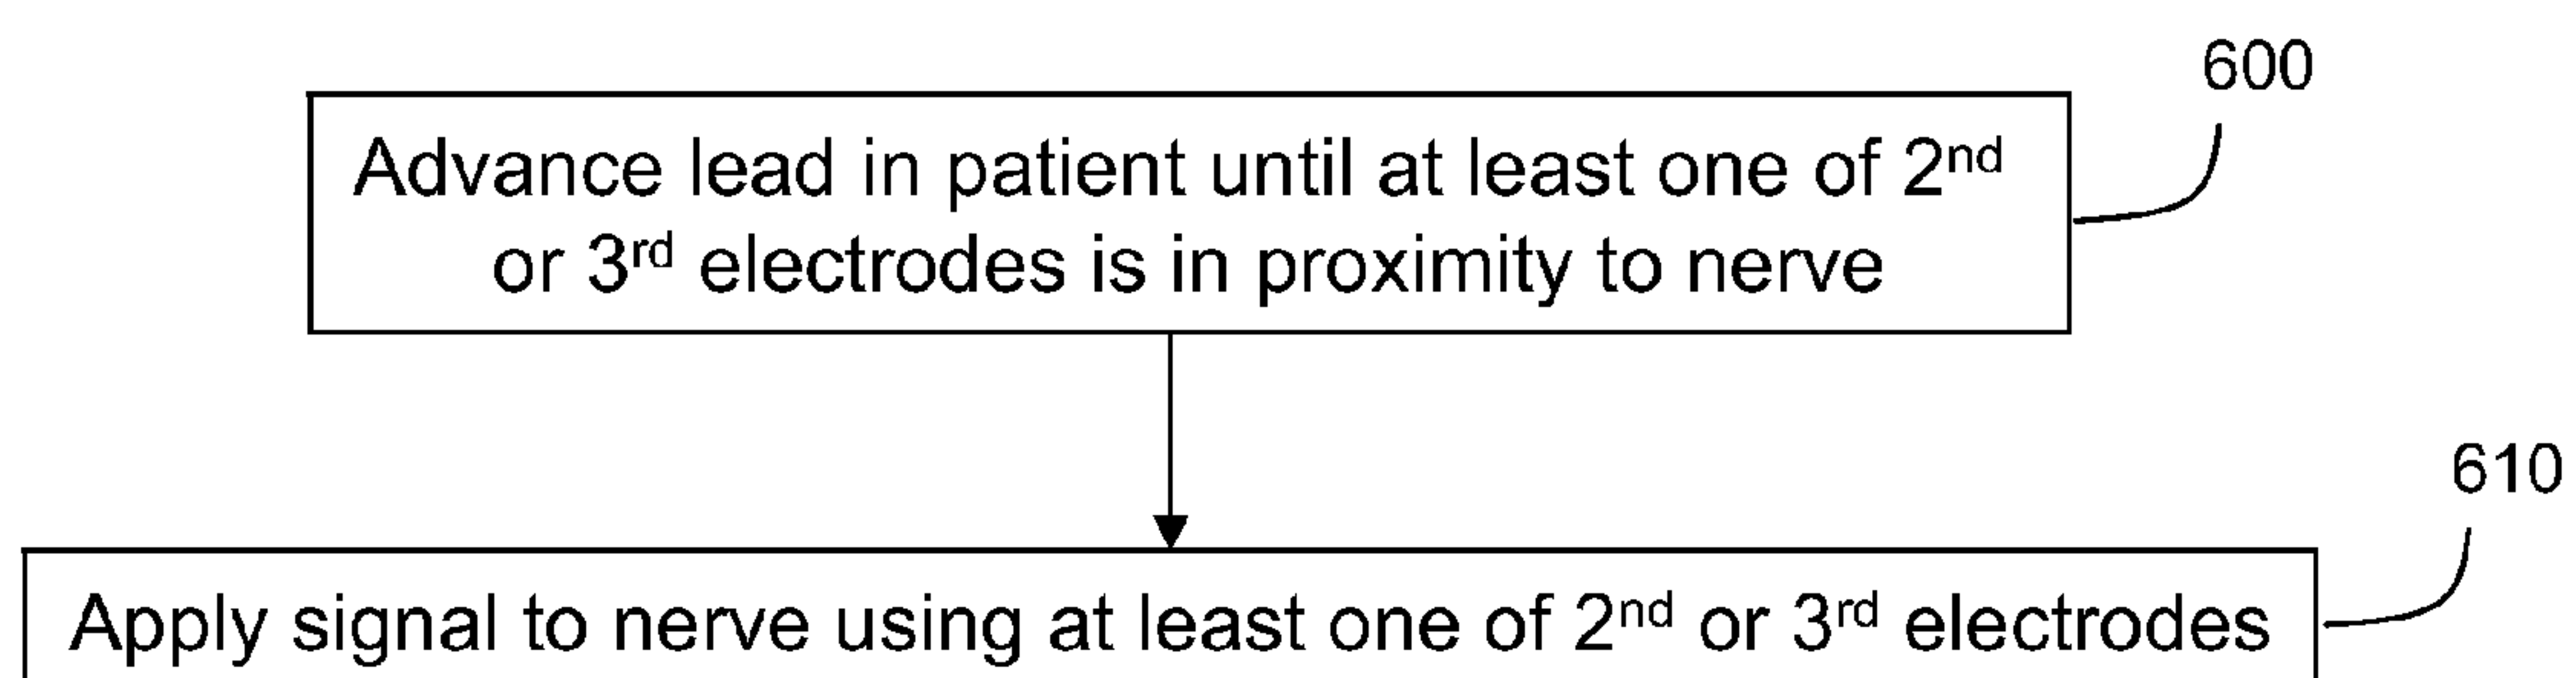 600
Advance lead in patient until at least one of 2nd
or 3rd electrodes is in proximity to nerve
610
Apply signal to nerve using at least one of 2nd or 3rd electrodes